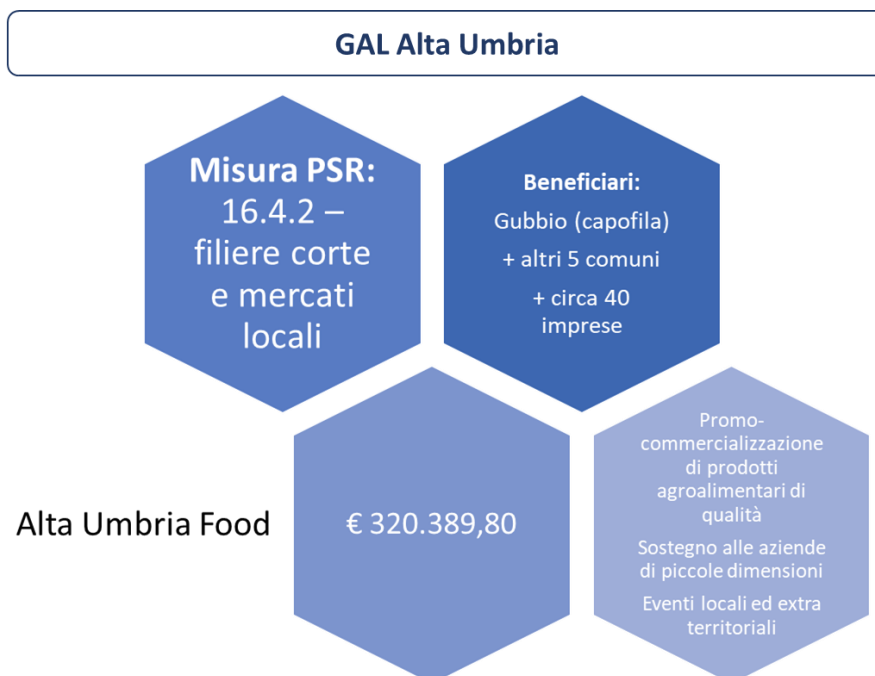 GAL Alta Umbria
Misura PSR:
16.4.2 –
filiere corte
e mercati
locali
Beneficiari:
Gubbio (capofila)
+ altri 5 comuni
+ circa 40
imprese
Alta Umbria Food
€ 320.389,80
Promo-
commercializzazione
di prodotti
agroalimentari di
qualità
Sostegno alle aziende
di piccole dimensioni
Eventi locali ed extra
territoriali